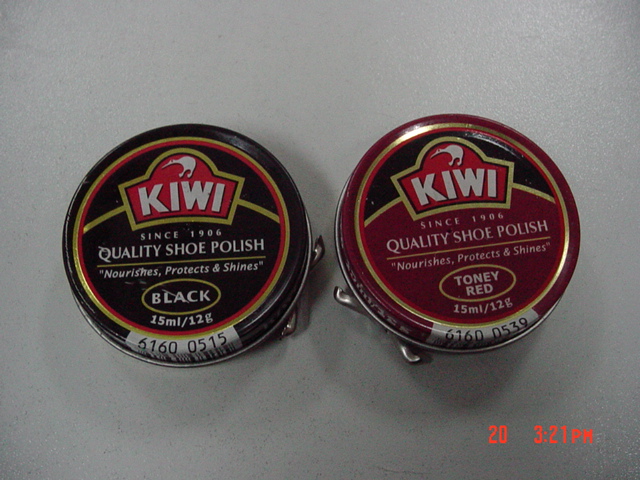 KIWI
SINCE 1906
QUALITY SHOE POLISH
"Nourishes, Protects & Shines"
BLACK
15ml/12g
6160 0515
KIWI
SINCE 1906
QUALITY SHOE POLISH
"Nourishes, Protects & Shines"
TONEY
RED
15ml/12g
6160 0539
20 3:21PM